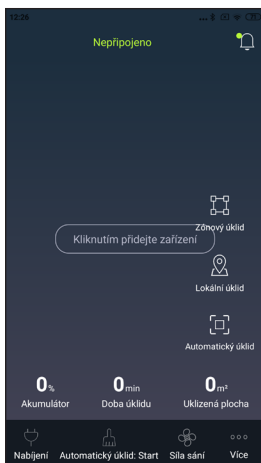 12:26
Nepřipojeno
Zónový úklid
Kliknutím přidejte zařízení
Lokální úklid
Automatický úklid
0% 0min 0m²
Akumulátor Doba úklidu Uklizená plocha
Nabíjení Automatický úklid: Start Síla sání Více